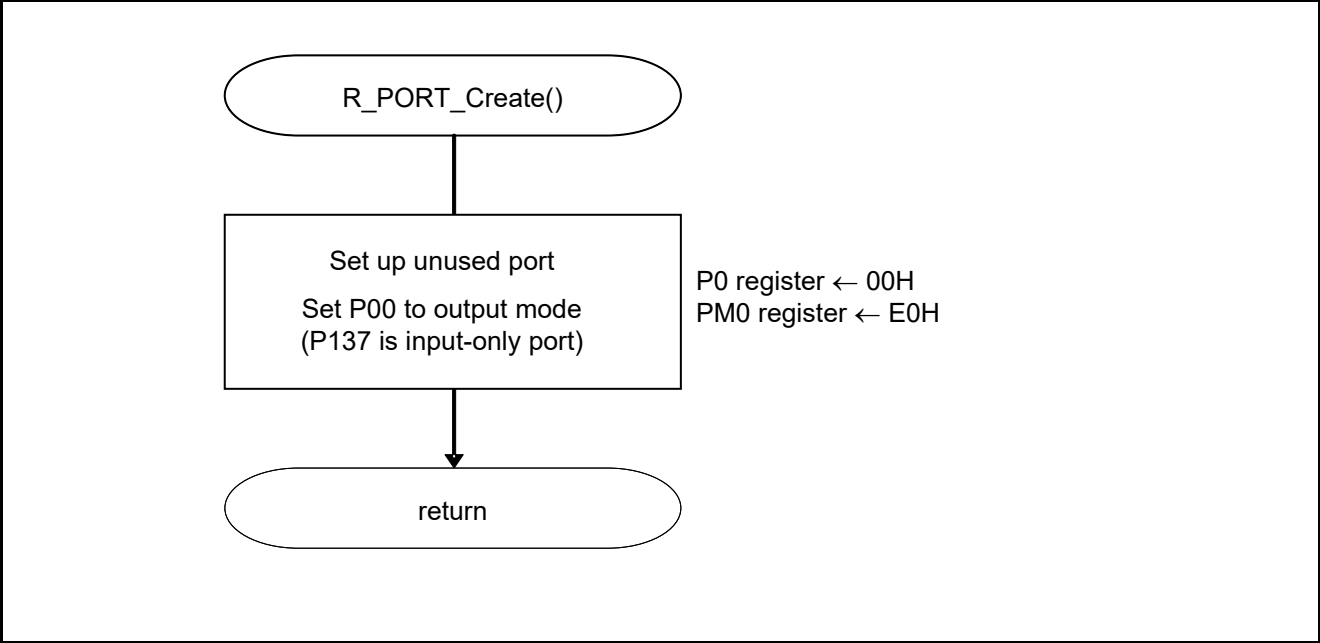 R_PORT_Create()
Set up unused port
Set P00 to output mode
(P137 is input-only port)
P0 register ← 00H
PM0 register ← E0H
return